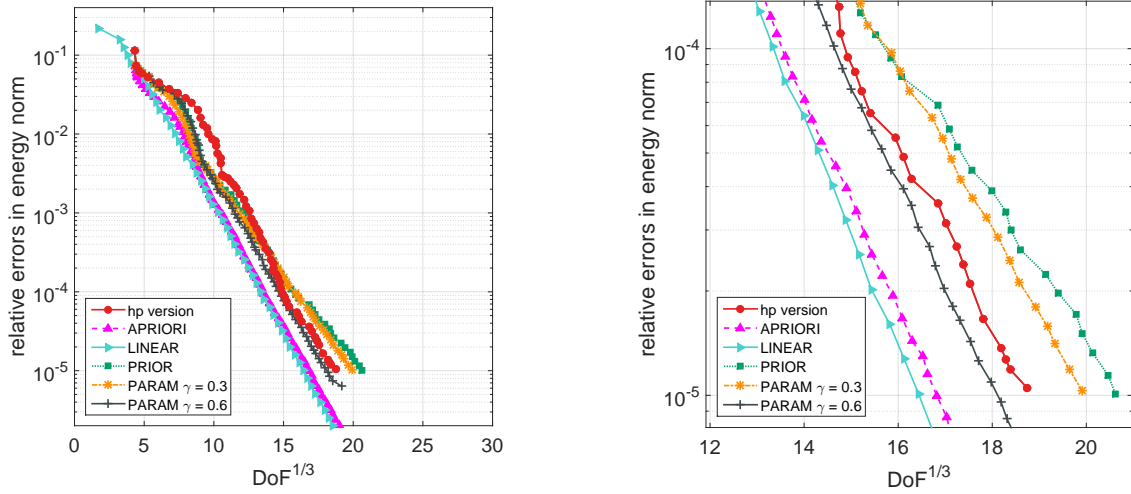 relative errors in energy norm
10^-1
10^-2
10^-3
10^-4
10^-5
hp version
APRIORI
LINEAR
PRIOR
PARAM γ = 0.3
PARAM γ = 0.6
0 5 10 15 20 25 30
DoF^1/3
relative errors in energy norm
10^-4
10^-5
hp version
APRIORI
LINEAR
PRIOR
PARAM γ = 0.3
PARAM γ = 0.6
12 14 16 18 20
DoF^1/3